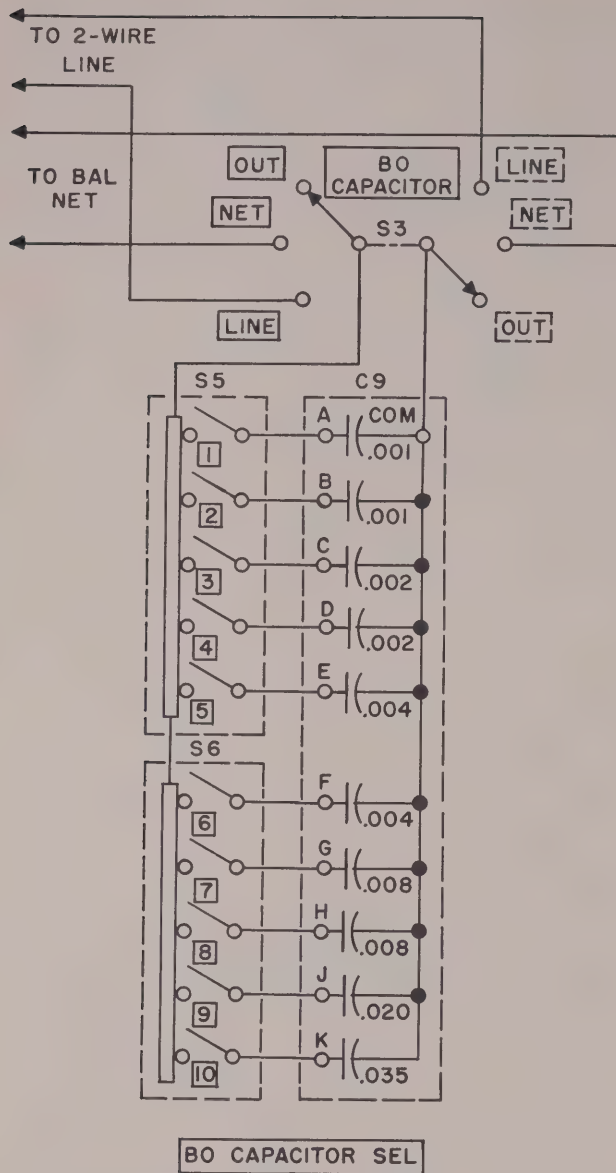 TO 2-WIRE
LINE
OUT
BO
CAPACITOR
LINE
TO BAL
NET
NET
S3
NET
LINE
OUT
S5
C9
A
COM
1
.001
B
2
.001
C
3
.002
D
4
.002
E
5
.004
S6
F
6
.004
G
7
.008
H
8
.008
J
9
.020
K
10
.035
BO CAPACITOR SEL